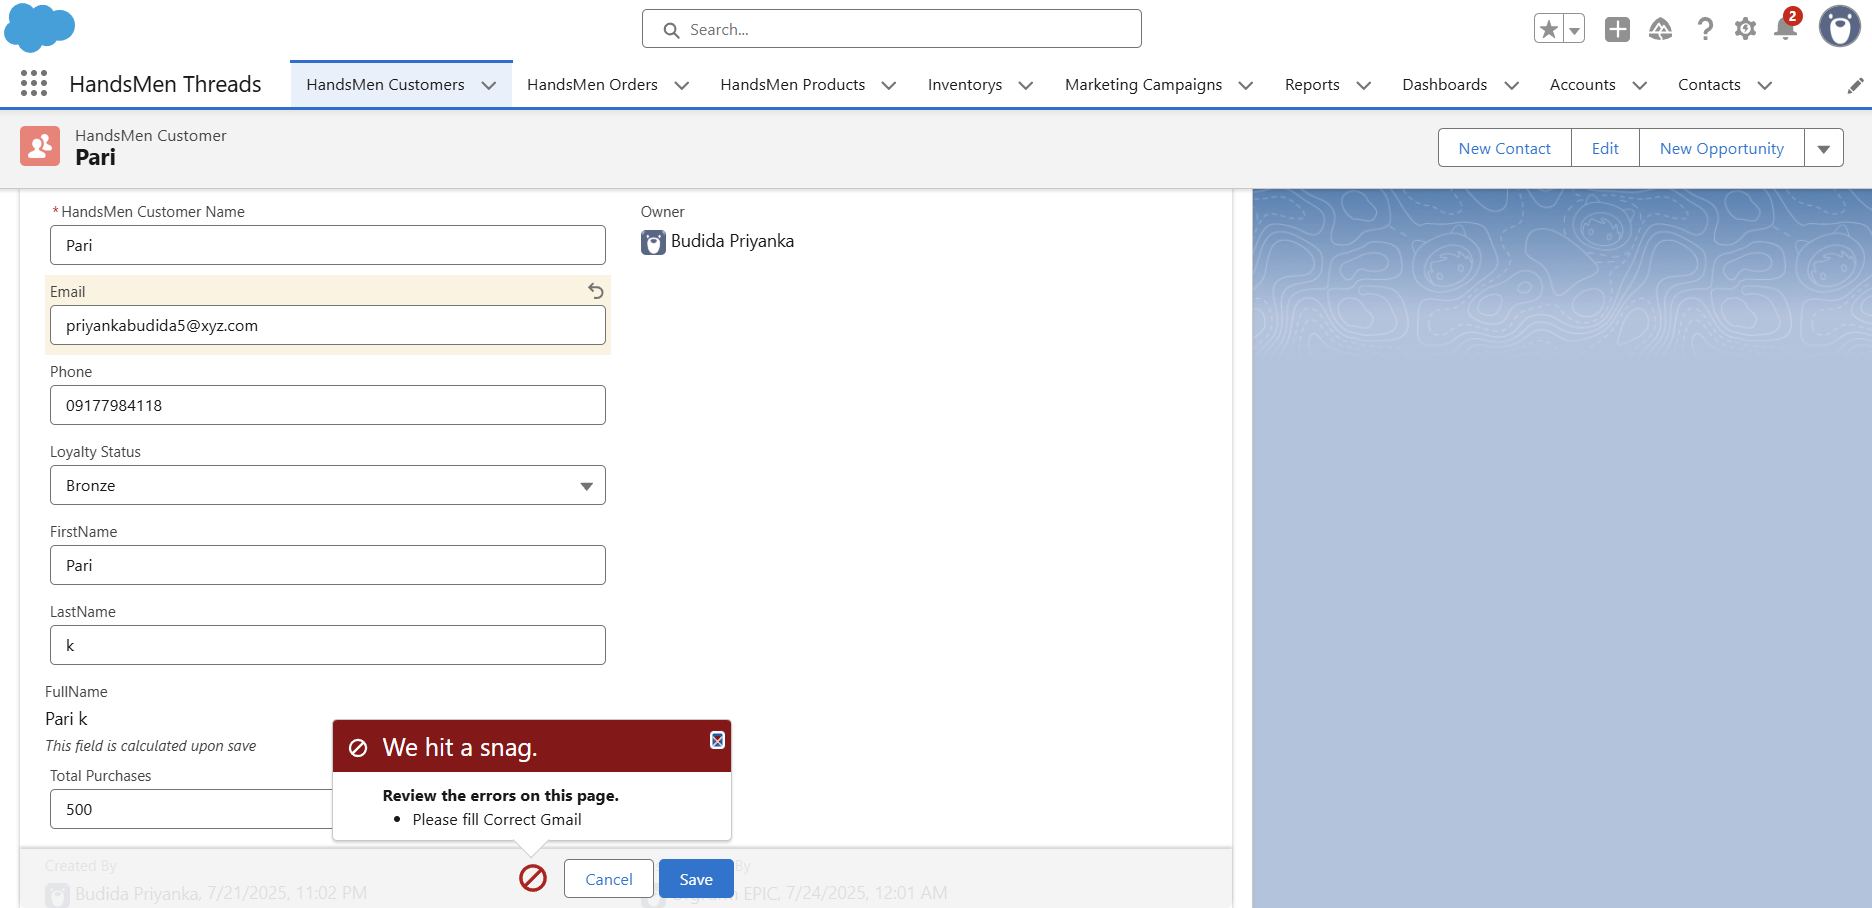 Search...
2
HandsMen Threads
HandsMen Customers
HandsMen Orders
HandsMen Products
Inventorys
Marketing Campaigns
Reports
Dashboards
Accounts
Contacts
HandsMen Customer
Pari
New Contact
Edit
New Opportunity
*HandsMen Customer Name
Pari
Owner
Budida Priyanka
Email
priyankabudida5@xyz.com
Phone
09177984118
Loyalty Status
Bronze
FirstName
Pari
LastName
k
FullName
Pari k
This field is calculated upon save
Total Purchases
500
We hit a snag.
Review the errors on this page.
• Please fill Correct Gmail
Created By
Budida Priyanka, 7/21/2025, 11:02 PM
By
EPIC, 7/24/2025, 12:01 AM
Cancel
Save